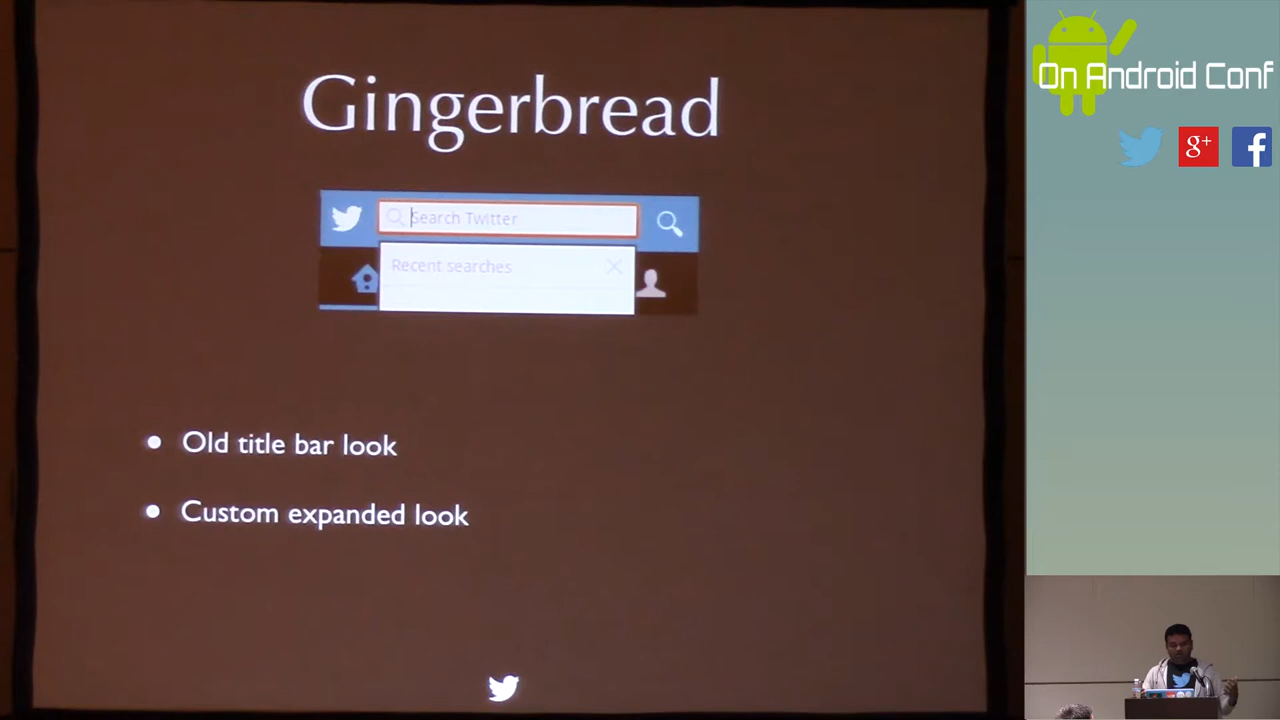 Gingerbread
Search Twitter
Recent searches
• Old title bar look
• Custom expanded look
On Android Conf
g+
f